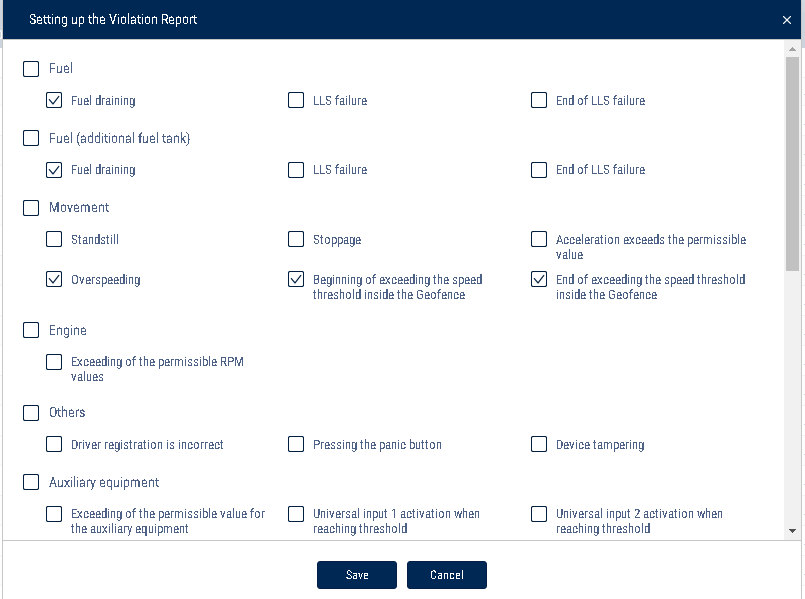 Setting up the Violation Report
Fuel
Fuel draining
LLS failure
End of LLS failure
Fuel (additional fuel tank)
Fuel draining
LLS failure
End of LLS failure
Movement
Standstill
Stoppage
Acceleration exceeds the permissible
value
Overspeeding
Beginning of exceeding the speed
threshold inside the Geofence
End of exceeding the speed threshold
inside the Geofence
Engine
Exceeding of the permissible RPM
values
Others
Driver registration is incorrect
Pressing the panic button
Device tampering
Auxiliary equipment
Exceeding of the permissible value for
the auxiliary equipment
Universal input 1 activation when
reaching threshold
Universal input 2 activation when
reaching threshold
Save
Cancel